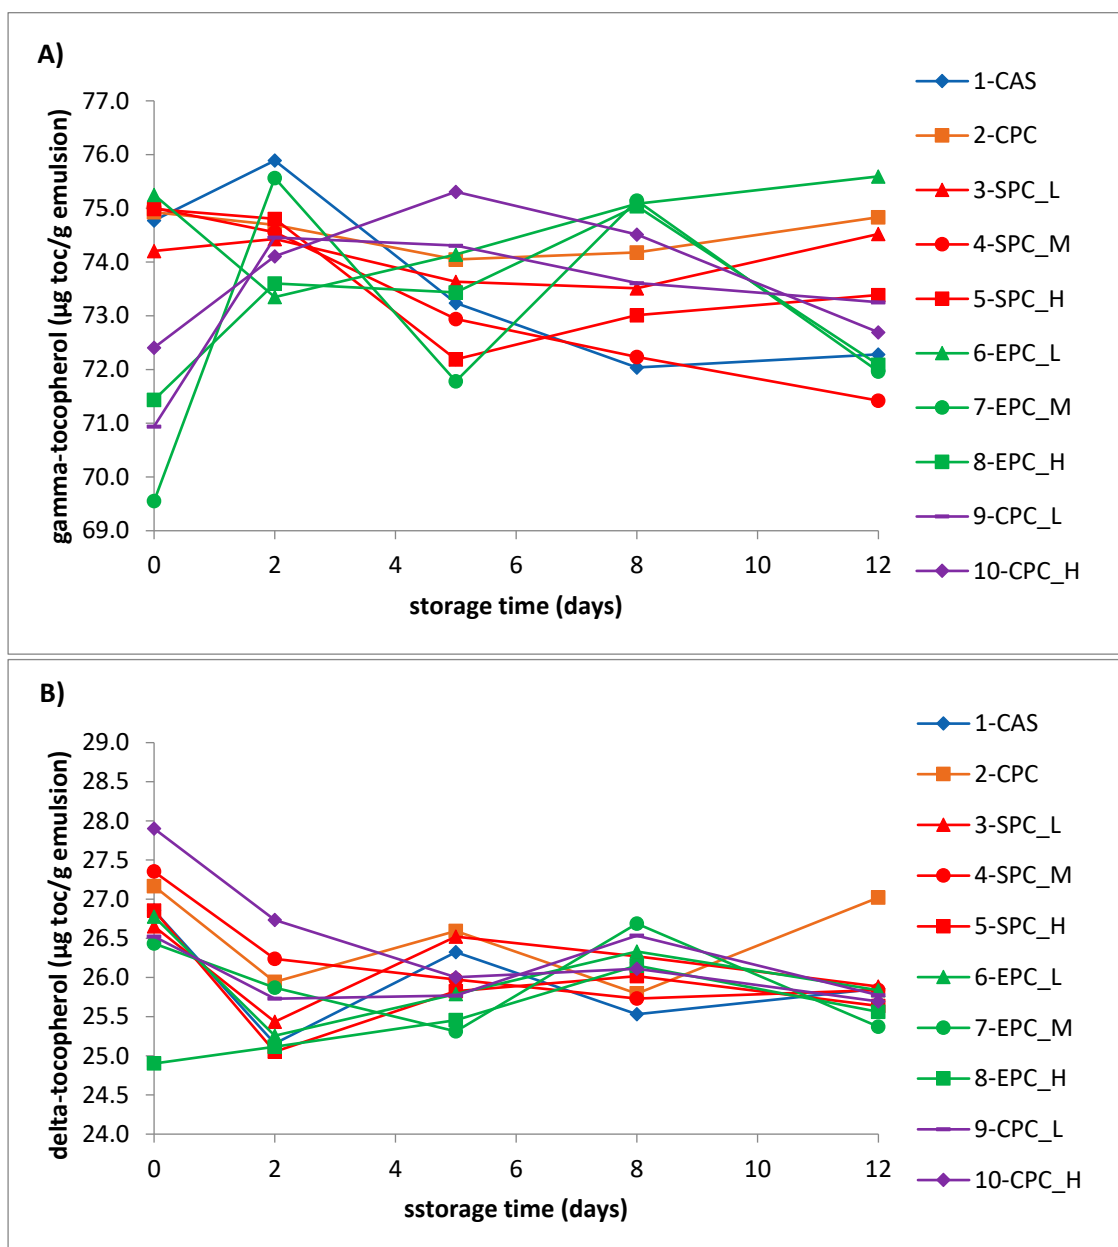 A)
gamma-tocopherol (µg toc/g emulsion)
77.0
76.0
75.0
74.0
73.0
72.0
71.0
70.0
69.0
0 2 4 6 8 10 12
storage time (days)
1-CAS
2-CPC
3-SPC_L
4-SPC_M
5-SPC_H
6-EPC_L
7-EPC_M
8-EPC_H
9-CPC_L
10-CPC_H
B)
delta-tocopherol (µg toc/g emulsion)
29.0
28.5
28.0
27.5
27.0
26.5
26.0
25.5
25.0
24.5
24.0
0 2 4 6 8 10 12
sstorage time (days)
1-CAS
2-CPC
3-SPC_L
4-SPC_M
5-SPC_H
6-EPC_L
7-EPC_M
8-EPC_H
9-CPC_L
10-CPC_H